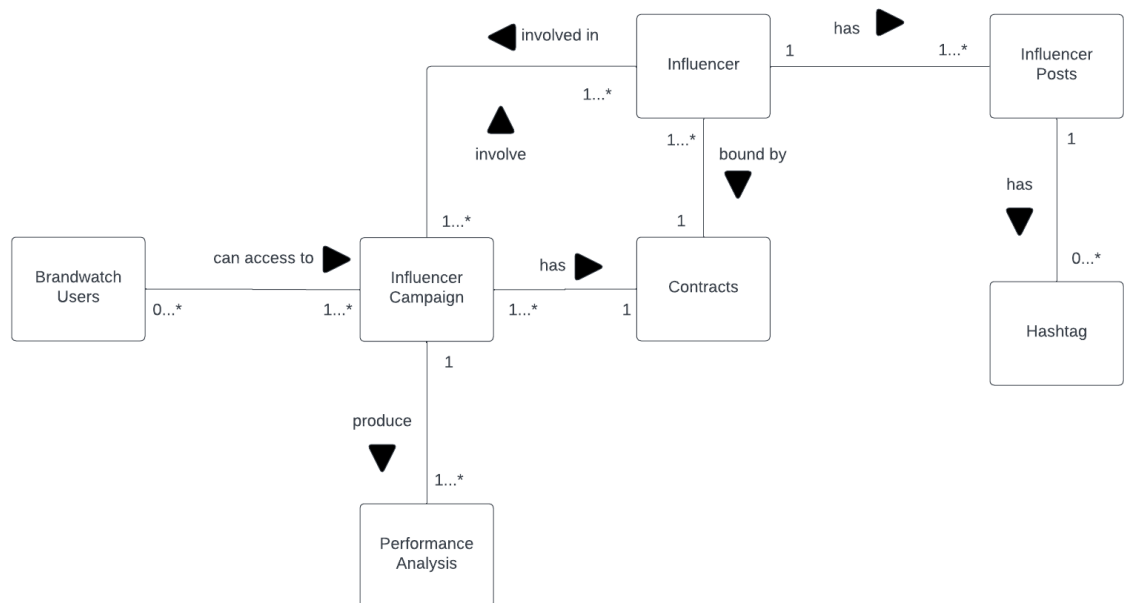 has
involved in
Influencer
1
1...*
Influencer
Posts
1...*
1...*
bound by
1
involve
has
1...*
1
can access to
has
0...*
Brandwatch
Users
Influencer
Campaign
Contracts
0...*
1...*
1...*
1
Hashtag
1
produce
1...*
Performance
Analysis